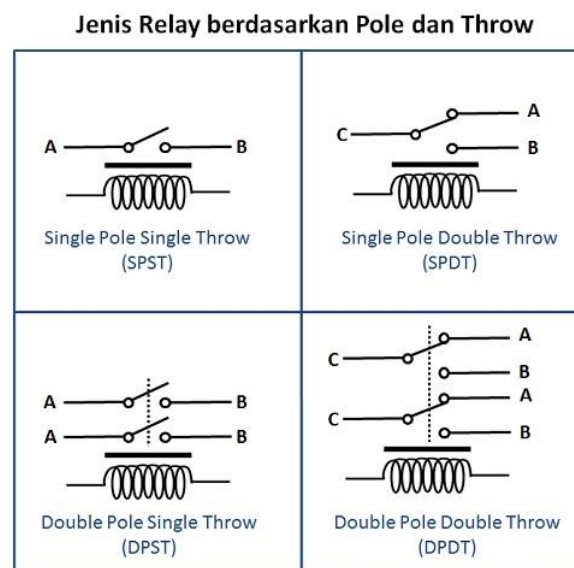 Jenis Relay berdasarkan Pole dan Throw
A B
Single Pole Single Throw
(SPST)
C A
B
Single Pole Double Throw
(SPDT)
A B
A B
Double Pole Single Throw
(DPST)
C A
B
C A
B
Double Pole Double Throw
(DPDT)